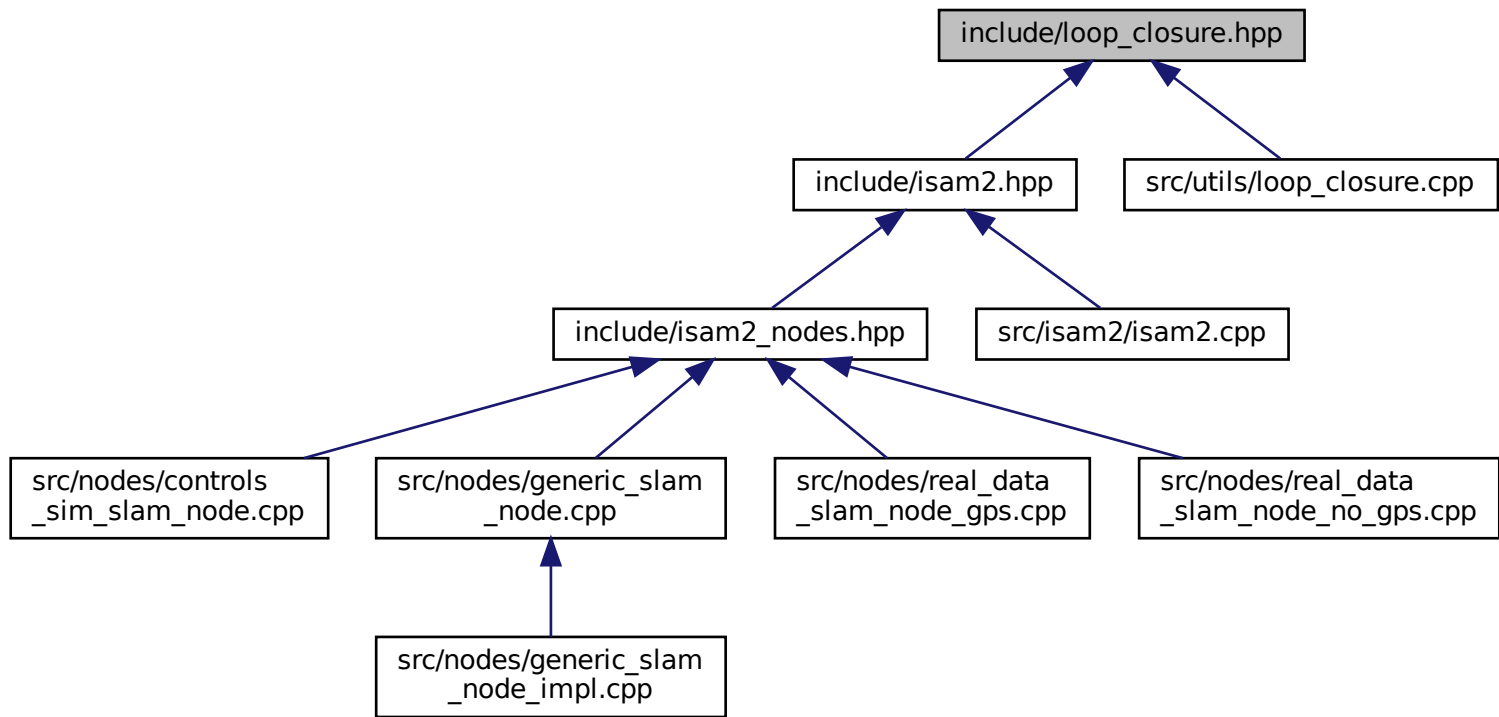 include/loop_closure.hpp
include/isam2.hpp
src/utils/loop_closure.cpp
include/isam2_nodes.hpp
src/isam2/isam2.cpp
src/nodes/controls
_sim_slam_node.cpp
src/nodes/generic_slam
_node.cpp
src/nodes/real_data
_slam_node_gps.cpp
src/nodes/real_data
_slam_node_no_gps.cpp
src/nodes/generic_slam
_node_impl.cpp